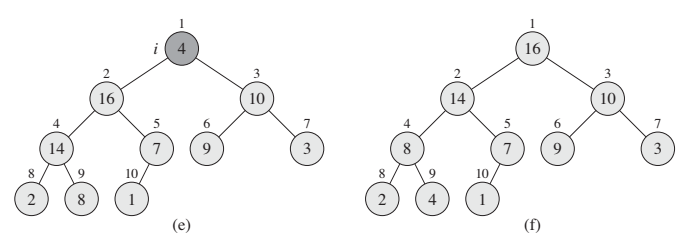 1 1
i 4 16
2 3 2 3
16 10 14 10
4 5 6 7 4 5 6 7
14 7 9 3 8 7 9 3
8 9 10 8 9 10
2 8 1 2 4 1
(e) (f)